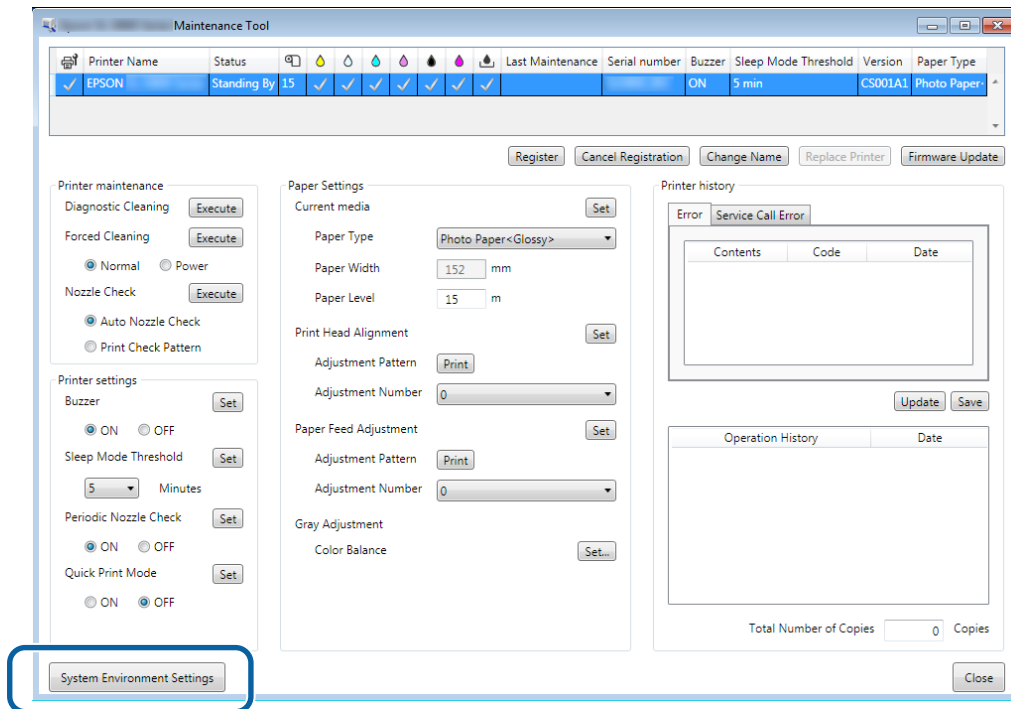 Maintenance Tool
Printer Name Status Last Maintenance Serial number Buzzer Sleep Mode Threshold Version Paper Type
EPSON Standing By 15 ON 5 min CS001A1 Photo Paper
Register Cancel Registration Change Name Replace Printer Firmware Update
Printer maintenance
Diagnostic Cleaning Execute
Forced Cleaning Execute
Normal Power
Nozzle Check Execute
Auto Nozzle Check
Print Check Pattern
Printer settings
Buzzer Set
ON OFF
Sleep Mode Threshold Set
5 Minutes
Periodic Nozzle Check Set
ON OFF
Quick Print Mode Set
ON OFF
Paper Settings
Current media Set
Paper Type Photo Paper<Glossy>
Paper Width 152 mm
Paper Level 15 m
Print Head Alignment Set
Adjustment Pattern Print
Adjustment Number 0
Paper Feed Adjustment Set
Adjustment Pattern Print
Adjustment Number 0
Gray Adjustment
Color Balance Set...
Printer history
Error Service Call Error
Contents Code Date
Update Save
Operation History Date
Total Number of Copies 0 Copies
System Environment Settings
Close